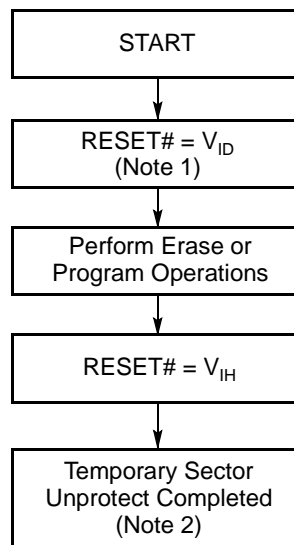 START
RESET# = VID
(Note 1)
Perform Erase or
Program Operations
RESET# = VIH
Temporary Sector
Unprotect Completed
(Note 2)